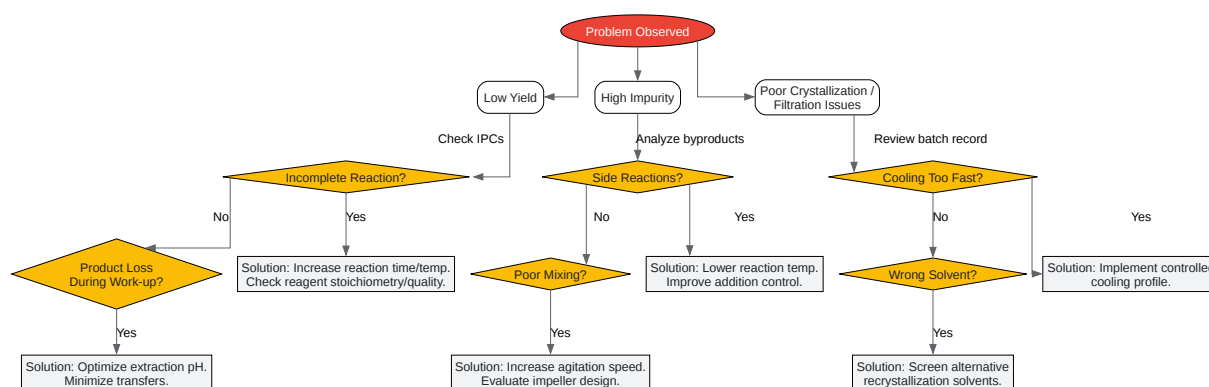 Problem Observed
Low Yield
High Impurity
Poor Crystallization /
Filtration Issues
Check IPCs
Analyze byproducts
Review batch record
Incomplete Reaction?
Side Reactions?
Cooling Too Fast?
No
Yes
No
Yes
No
Yes
Product Loss
During Work-up?
Solution: Increase reaction time/temp.
Check reagent stoichiometry/quality.
Poor Mixing?
Solution: Lower reaction temp.
Improve addition control.
Wrong Solvent?
Solution: Implement controlled
cooling profile.
Yes
Yes
Yes
Solution: Optimize extraction pH.
Minimize transfers.
Solution: Increase agitation speed.
Evaluate impeller design.
Solution: Screen alternative
recrystallization solvents.